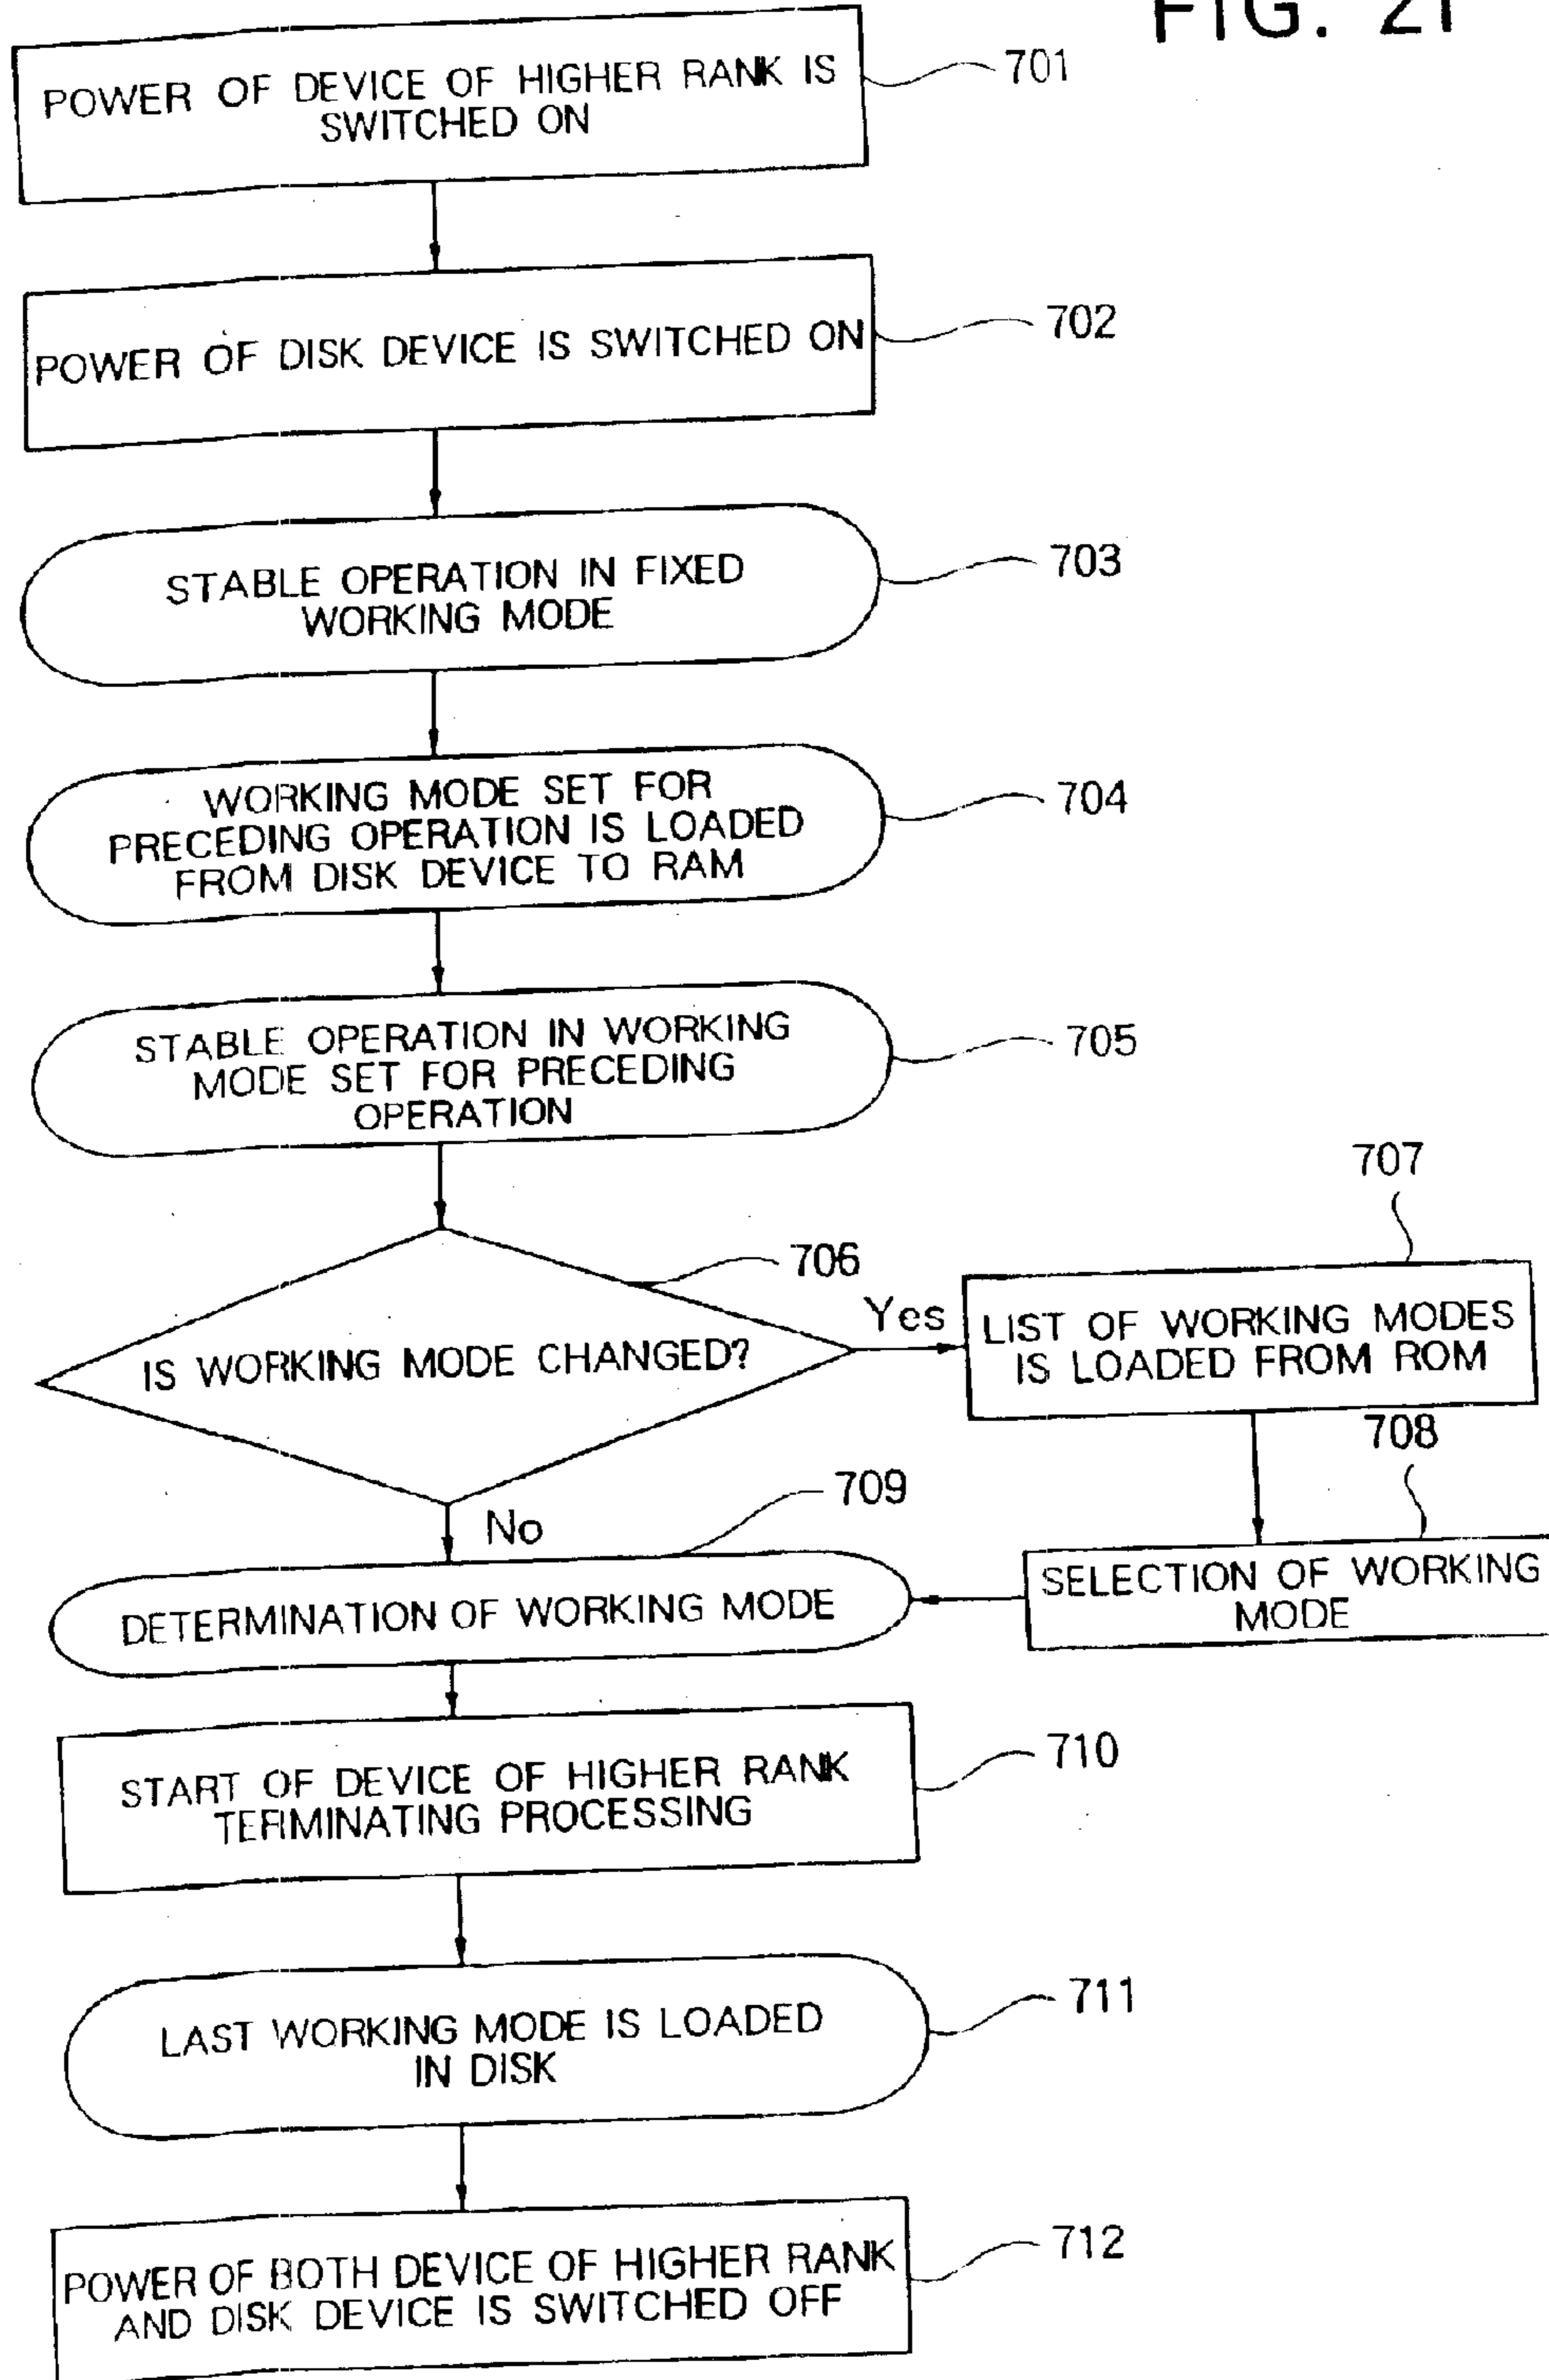 FIG. 21
POWER OF DEVICE OF HIGHER RANK IS
SWITCHED ON
701
POWER OF DISK DEVICE IS SWITCHED ON
702
STABLE OPERATION IN FIXED
WORKING MODE
703
WORKING MODE SET FOR
PRECEDING OPERATION IS LOADED
FROM DISK DEVICE TO RAM
704
STABLE OPERATION IN WORKING
MODE SET FOR PRECEDING
OPERATION
705
706
IS WORKING MODE CHANGED?
Yes
707
LIST OF WORKING MODES
IS LOADED FROM ROM
708
SELECTION OF WORKING
MODE
No
709
DETERMINATION OF WORKING MODE
START OF DEVICE OF HIGHER RANK
TERMINATING PROCESSING
710
LAST WORKING MODE IS LOADED
IN DISK
711
POWER OF BOTH DEVICE OF HIGHER RANK
AND DISK DEVICE IS SWITCHED OFF
712